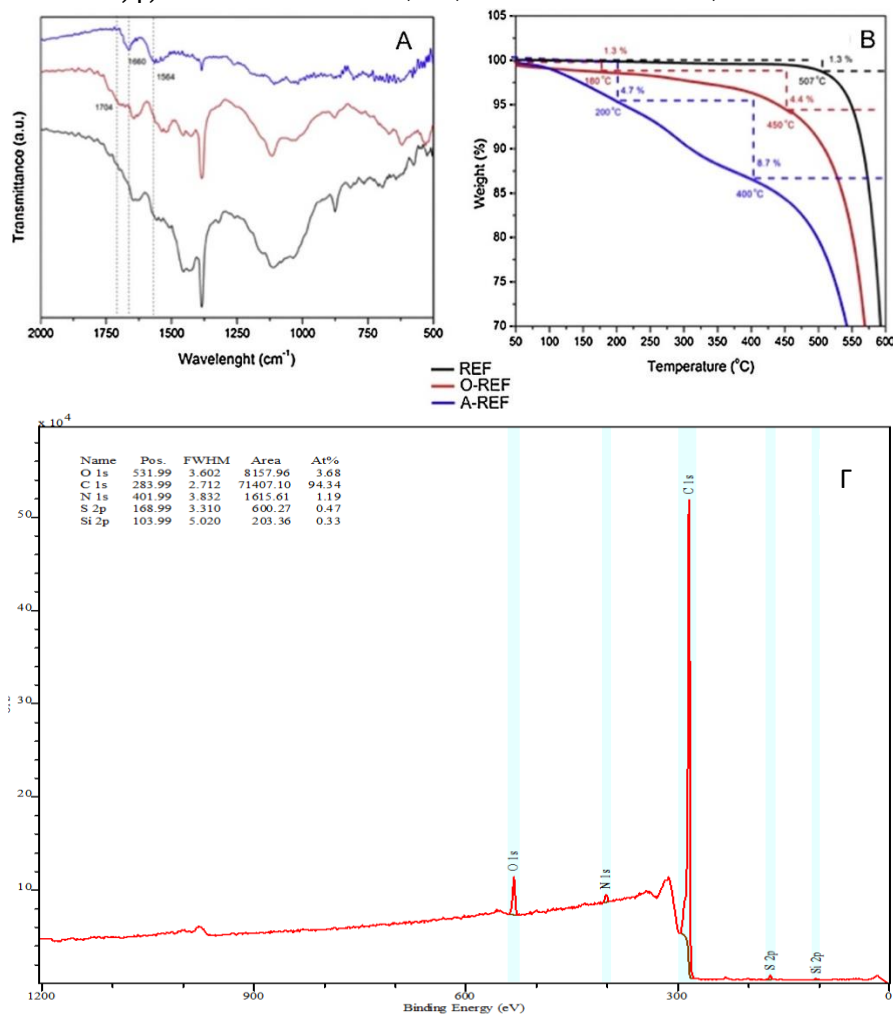 A
1660
1564
1704
Transmittance (a.u.)
2000 1750 1500 1250 1000 750 500
Wavelenght (cm⁻¹)
B
1.3 %
1.3 %
180°C
507°C
4.7 %
4.4 %
200°C
450°C
8.7 %
400°C
Weight (%)
100
95
90
85
80
75
70
50 100 150 200 250 300 350 400 450 500 550 600
Temperature (°C)
REF
O-REF
A-REF
x 10⁴
Name Pos. FWHM Area At%
O 1s 531.99 3.602 8157.96 3.68
C 1s 283.99 2.712 71407.10 94.34
N 1s 401.99 3.832 1615.61 1.19
S 2p 168.99 3.310 600.27 0.47
Si 2p 103.99 5.020 203.36 0.33
Γ
C 1s
50
40
30
20
10
O 1s
N 1s
S 2p
Si 2p
1200 900 600 300 0
Binding Energy (eV)